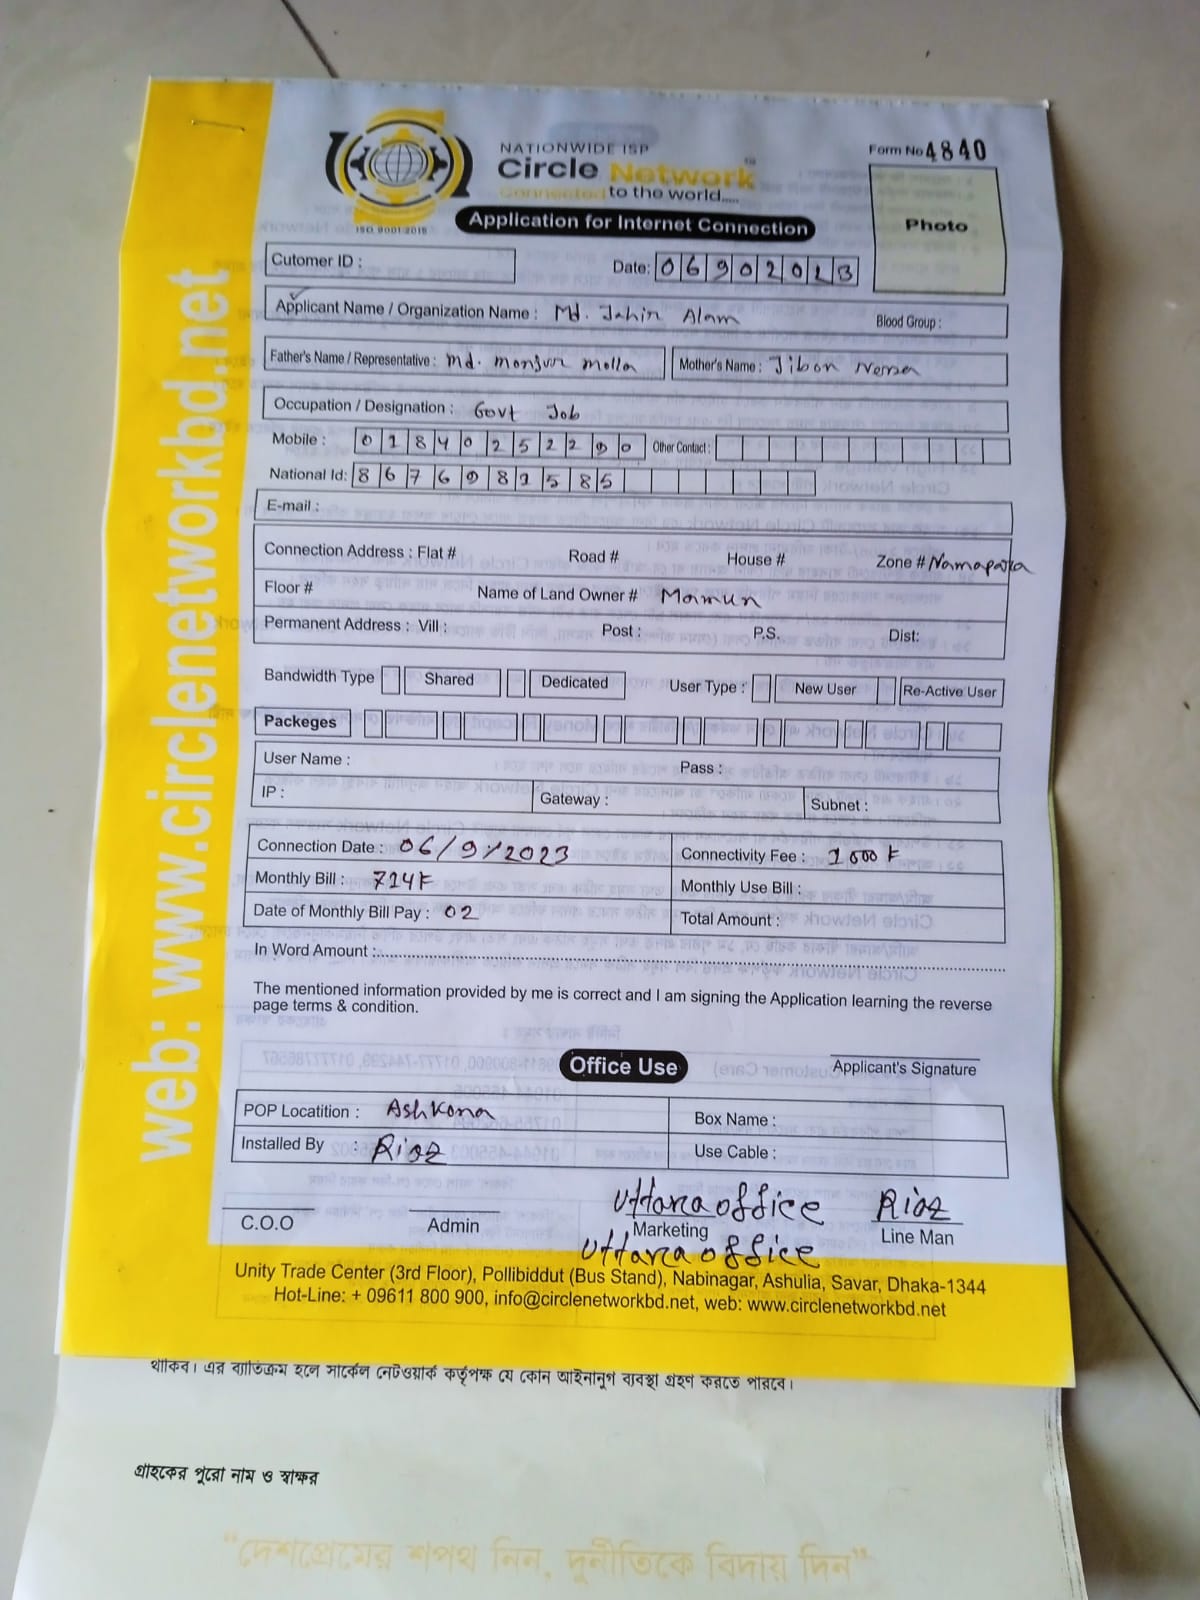 NATIONWIDE ISP
Circle Network™
Connected to the world.....
ISO 9001:2015
Form No 4840
Application for Internet Connection
Photo
Cutomer ID :
Date: 06902023
Applicant Name / Organization Name : Md. Jahir Alam Blood Group :
Father's Name / Representative : Md. Monjur Molla Mother's Name : Jibon Nessa
Occupation / Designation : Govt Job
Mobile : 01840252290 Other Contact :
National Id: 8676982585
E-mail :
Connection Address : Flat # Road # House # Zone # Namapara
Floor # Name of Land Owner # Mamun
Permanent Address : Vill : Post : P.S. Dist:
Bandwidth Type Shared Dedicated User Type : New User Re-Active User
Packeges
User Name : Pass :
IP : Gateway : Subnet :
Connection Date : 06/9/2023 Connectivity Fee : 1000 ৳
Monthly Bill : 714৳ Monthly Use Bill :
Date of Monthly Bill Pay : 02 Total Amount :
In Word Amount :
The mentioned information provided by me is correct and I am signing the Application learning the reverse
page terms & condition.
Office Use
Applicant's Signature
POP Locatition : Ashkona Box Name :
Installed By : Riaz Use Cable :
Uttara office Riaz
C.O.O Admin Marketing Line Man
Uttara office
Unity Trade Center (3rd Floor), Pollibiddut (Bus Stand), Nabinagar, Ashulia, Savar, Dhaka-1344
Hot-Line: + 09611 800 900, info@circlenetworkbd.net, web: www.circlenetworkbd.net
web: www.circlenetworkbd.net
থাকিব। এর ব্যতিক্রম হলে সার্কেল নেটওয়ার্ক কর্তৃপক্ষ যে কোন আইনানুগ ব্যবস্থা গ্রহণ করতে পারবে।
গ্রাহকের পুরো নাম ও স্বাক্ষর
“দেশপ্রেমের শপথ নিন, দুর্নীতিকে বিদায় দিন”